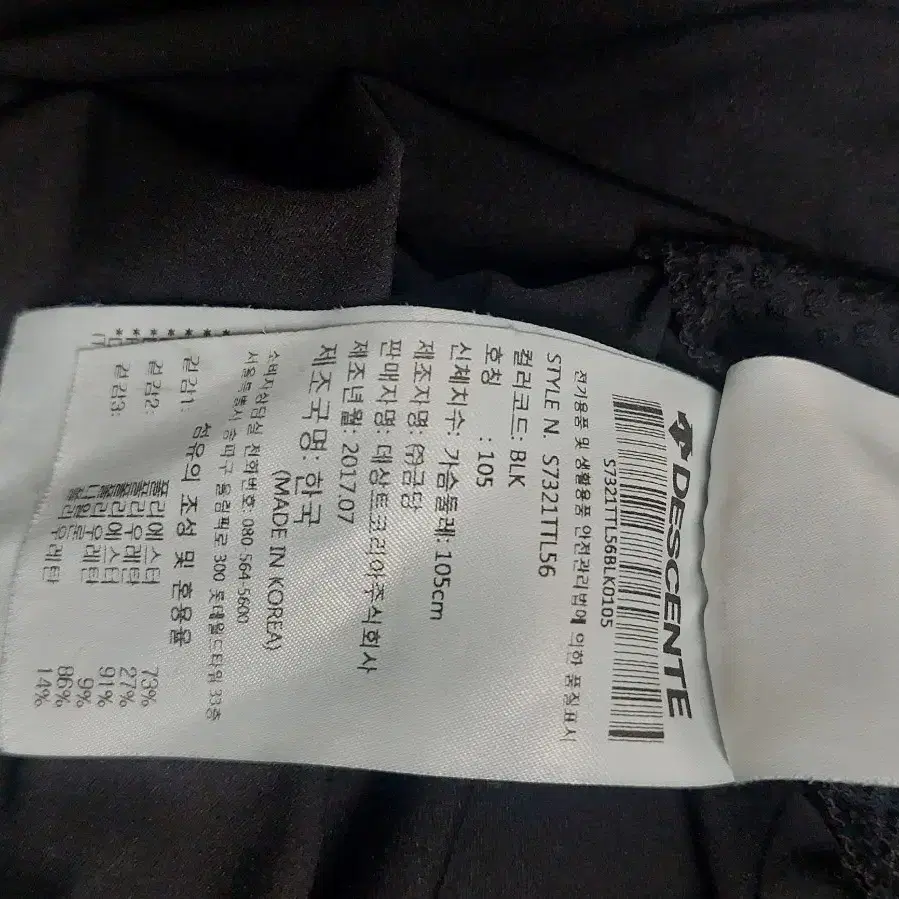 DESCENTE
S7321TTL56BLK0105
전기용품 및 생활용품 안전관리법에 의한 품질표시
STYLE N. S7321TTL56
컬러코드: BLK
호칭 : 105
신체치수: 가슴둘레: 105cm
제조자명: ㈜금당
판매자명: 데상트코리아주식회사
제조년월: 2017.07
제조국명: 한국
(MADE IN KOREA)
소비자상담실 전화번호: 080 564-5600
서울특별시 송파구 올림픽로 300 롯데월드타워 33층
섬유의 조성 및 혼용율
겉감1: 폴리에스터 73%
폴리우레탄 27%
겉감2: 폴리에스터 91%
폴리우레탄 9%
겉감3: 나일론 86%
폴리우레탄 14%